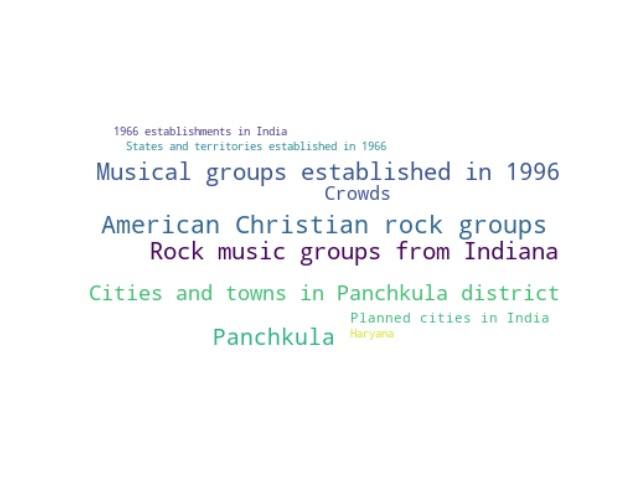 1966 establishments in India
States and territories established in 1966
Musical groups established in 1996
Crowds
American Christian rock groups
Rock music groups from Indiana
Cities and towns in Panchkula district
Planned cities in India
Panchkula
Haryana